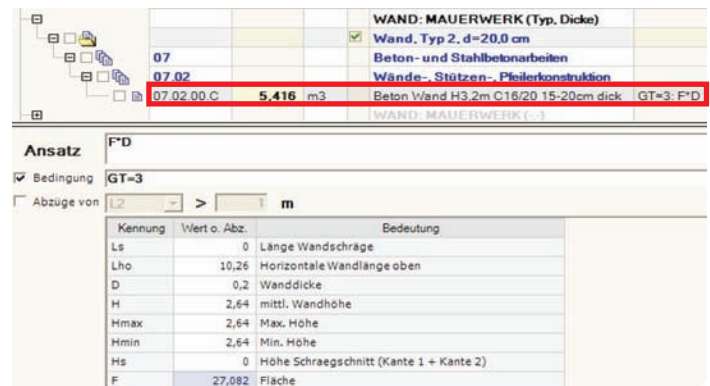 WAND: MAUERWERK (Typ, Dicke)
Wand, Typ 2, d=20,0 cm
07 Beton- und Stahlbetonarbeiten
07.02 Wände-, Stützen-, Pfeilerkonstruktion
07.02.00.C 5,416 m3 Beton Wand H3,2m C16/20 15-20cm dick GT=3: F*D
WAND: MAUERWERK (-,-)
Ansatz F*D
Bedingung GT=3
Abzüge von L2 > 1 m
Kennung Wert o. Abz. Bedeutung
Ls 0 Länge Wandschräge
Lho 10,26 Horizontale Wandlänge oben
D 0,2 Wanddicke
H 2,64 mittl. Wandhöhe
Hmax 2,64 Max. Höhe
Hmin 2,64 Min. Höhe
Hs 0 Höhe Schraegschnitt (Kante 1 + Kante 2)
F 27,082 Fläche